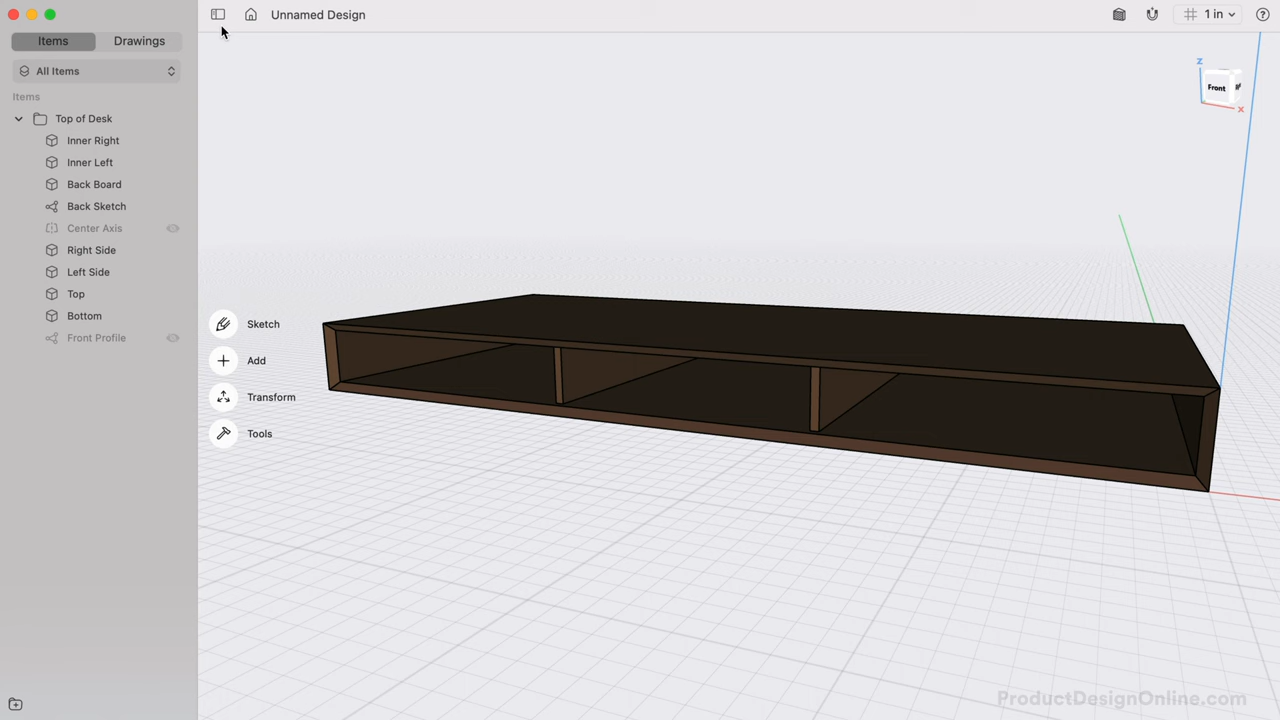 Unnamed Design
1 in
Items
Drawings
All Items
Items
Top of Desk
Inner Right
Inner Left
Back Board
Back Sketch
Center Axis
Right Side
Left Side
Top
Bottom
Front Profile
Sketch
Add
Transform
Tools
Z
Front
X
ProductDesignOnline.com